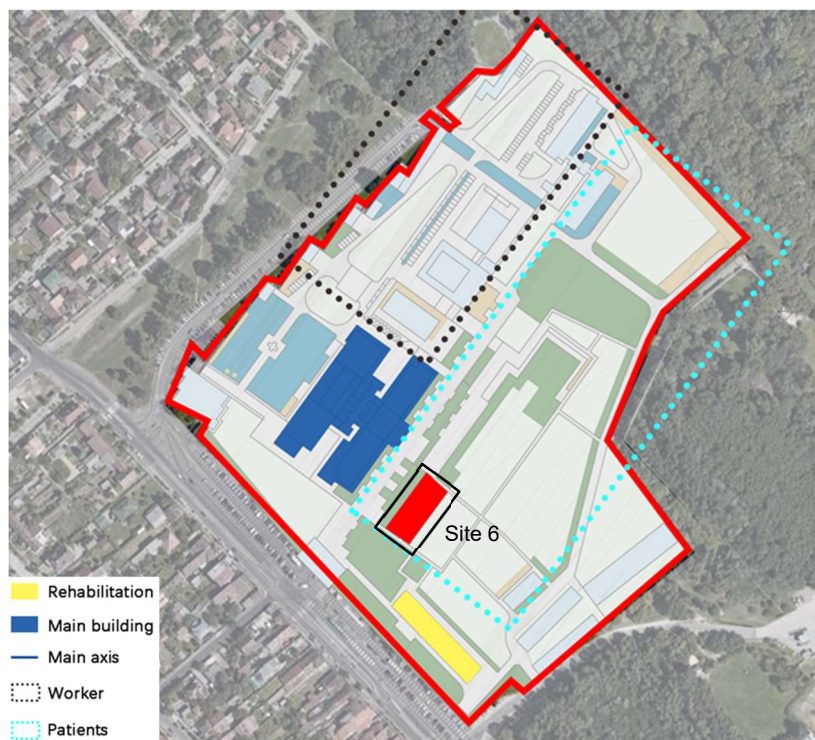 Site 6
Rehabilitation
Main building
Main axis
Worker
Patients